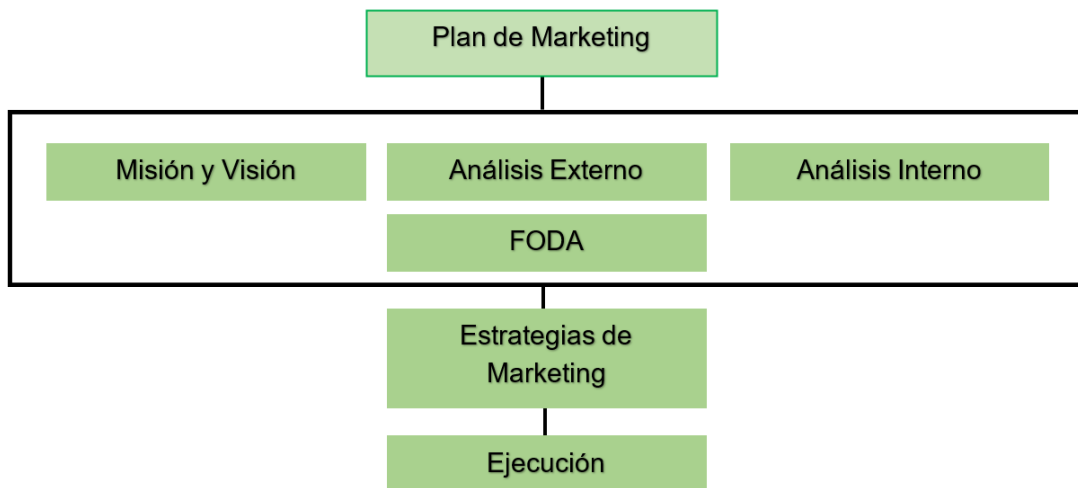 Plan de Marketing
Misión y Visión
Análisis Externo
Análisis Interno
FODA
Estrategias de
Marketing
Ejecución